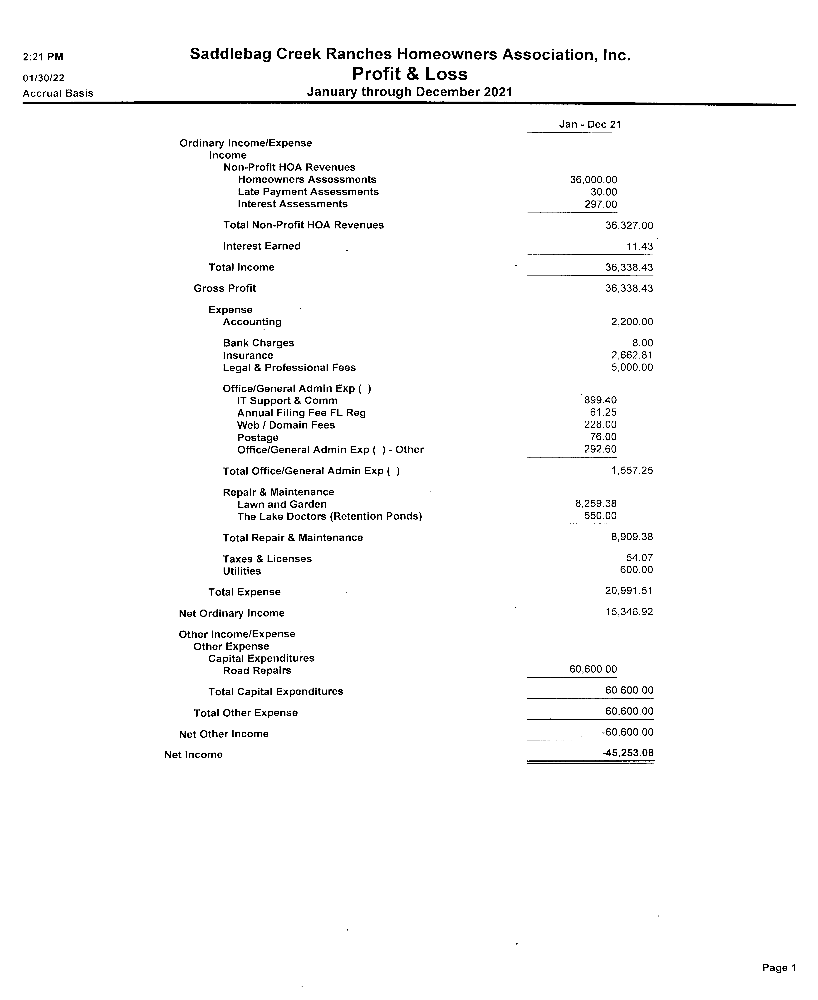 2:21 PM
Saddlebag Creek Ranches Homeowners Association, Inc.
01/30/22
Profit & Loss
Accrual Basis
January through December 2021
Jan - Dec 21
Ordinary Income/Expense
Income
Non-Profit HOA Revenues
Homeowners Assessments 36,000.00
Late Payment Assessments 30.00
Interest Assessments 297.00
Total Non-Profit HOA Revenues 36,327.00
Interest Earned 11.43
Total Income 36,338.43
Gross Profit 36,338.43
Expense
Accounting 2,200.00
Bank Charges 8.00
Insurance 2,662.81
Legal & Professional Fees 5,000.00
Office/General Admin Exp ( )
IT Support & Comm 899.40
Annual Filing Fee FL Reg 61.25
Web / Domain Fees 228.00
Postage 76.00
Office/General Admin Exp ( ) - Other 292.60
Total Office/General Admin Exp ( ) 1,557.25
Repair & Maintenance
Lawn and Garden 8,259.38
The Lake Doctors (Retention Ponds) 650.00
Total Repair & Maintenance 8,909.38
Taxes & Licenses 54.07
Utilities 600.00
Total Expense 20,991.51
Net Ordinary Income 15,346.92
Other Income/Expense
Other Expense
Capital Expenditures
Road Repairs 60,600.00
Total Capital Expenditures 60,600.00
Total Other Expense 60,600.00
Net Other Income -60,600.00
Net Income -45,253.08
Page 1